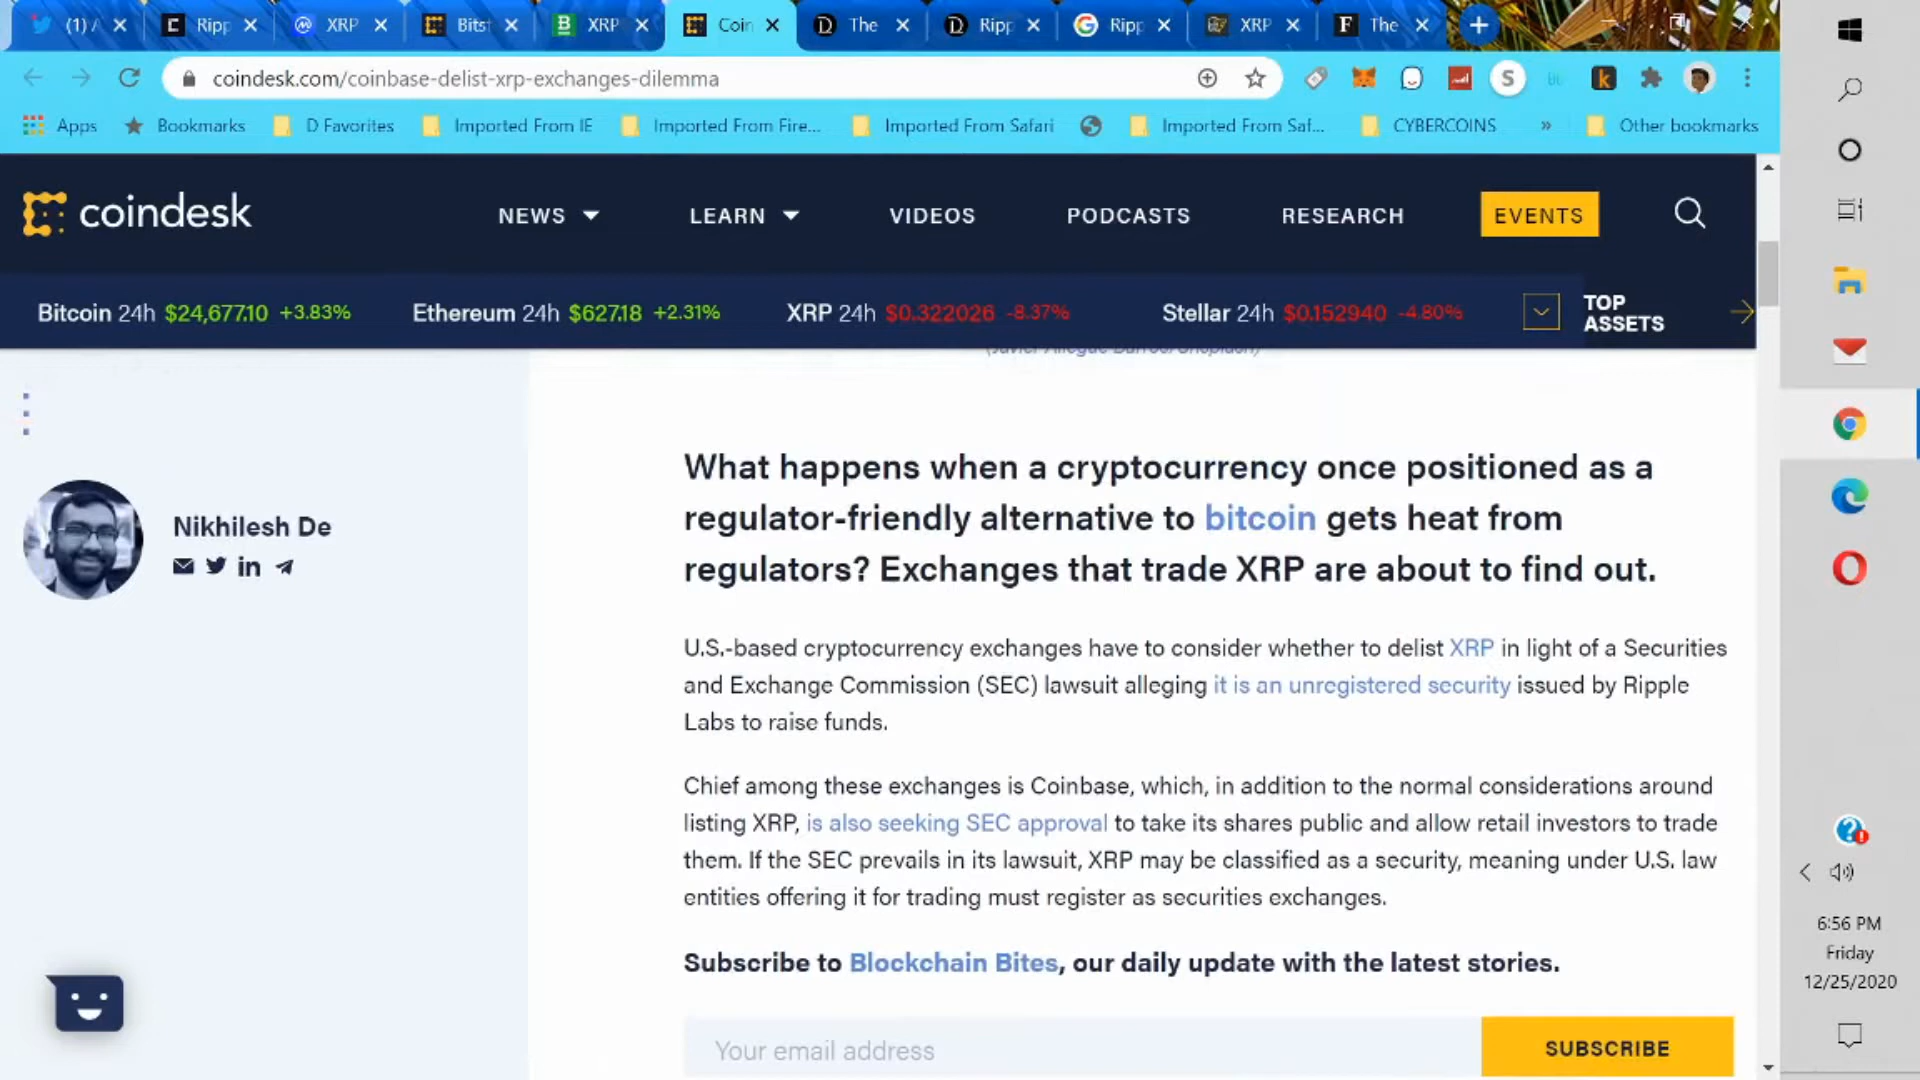 (1) /
Ripp
XRP
Bitst
XRP
Coin
The
Ripp
Ripp
XRP
The
coindesk.com/coinbase-delist-xrp-exchanges-dilemma
Apps
Bookmarks
D Favorites
Imported From IE
Imported From Fire...
Imported From Safari
Imported From Saf...
CYBERCOINS
»
Other bookmarks
coindesk
NEWS
LEARN
VIDEOS
PODCASTS
RESEARCH
EVENTS
Bitcoin 24h $24,677.10 +3.83%
Ethereum 24h $627.18 +2.31%
XRP 24h $0.322026 -8.37%
Stellar 24h $0.152940 -4.80%
TOP
ASSETS
Nikhilesh De
What happens when a cryptocurrency once positioned as a
regulator-friendly alternative to bitcoin gets heat from
regulators? Exchanges that trade XRP are about to find out.
U.S.-based cryptocurrency exchanges have to consider whether to delist XRP in light of a Securities
and Exchange Commission (SEC) lawsuit alleging it is an unregistered security issued by Ripple
Labs to raise funds.
Chief among these exchanges is Coinbase, which, in addition to the normal considerations around
listing XRP, is also seeking SEC approval to take its shares public and allow retail investors to trade
them. If the SEC prevails in its lawsuit, XRP may be classified as a security, meaning under U.S. law
entities offering it for trading must register as securities exchanges.
Subscribe to Blockchain Bites, our daily update with the latest stories.
Your email address
SUBSCRIBE
6:56 PM
Friday
12/25/2020